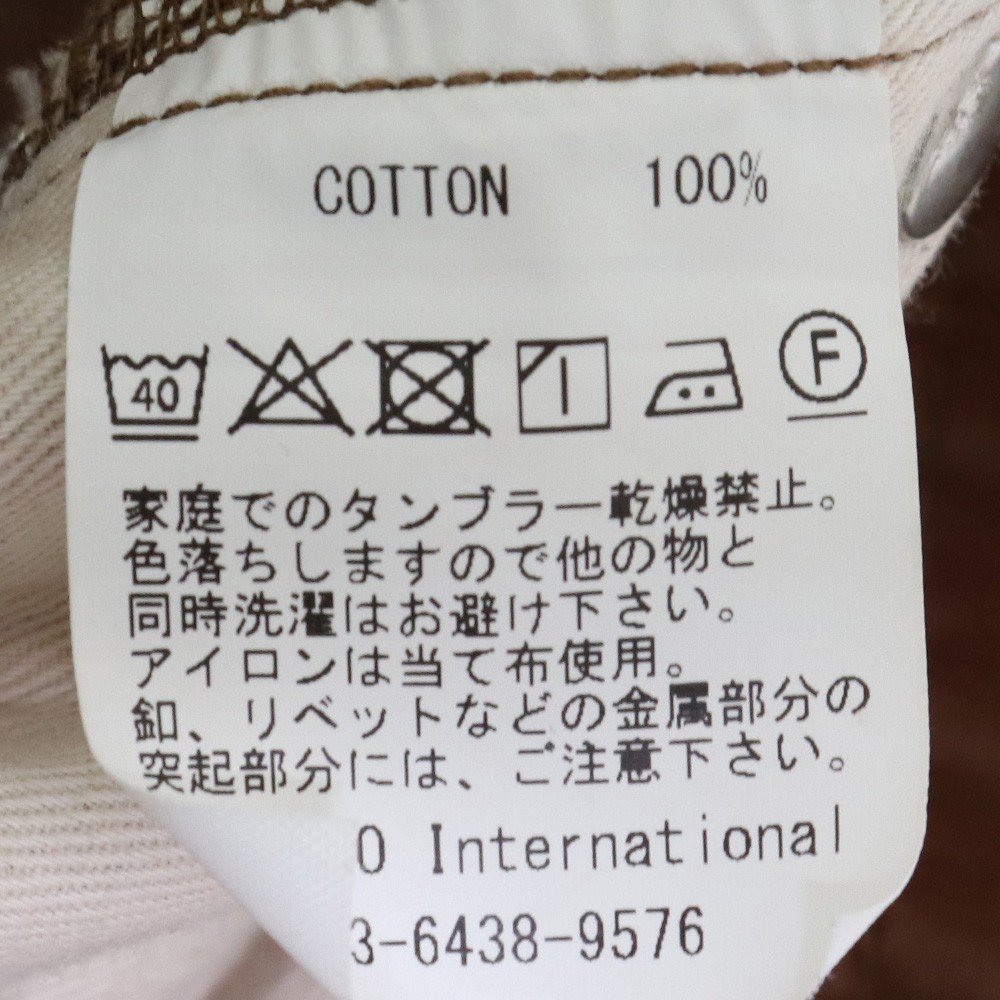 COTTON 100%
40 F
家庭でのタンブラー乾燥禁止。
色落ちしますので他の物と
同時洗濯はお避け下さい。
アイロンは当て布使用。
釦、リベットなどの金属部分の
突起部分には、ご注意下さい。
O International
3-6438-9576